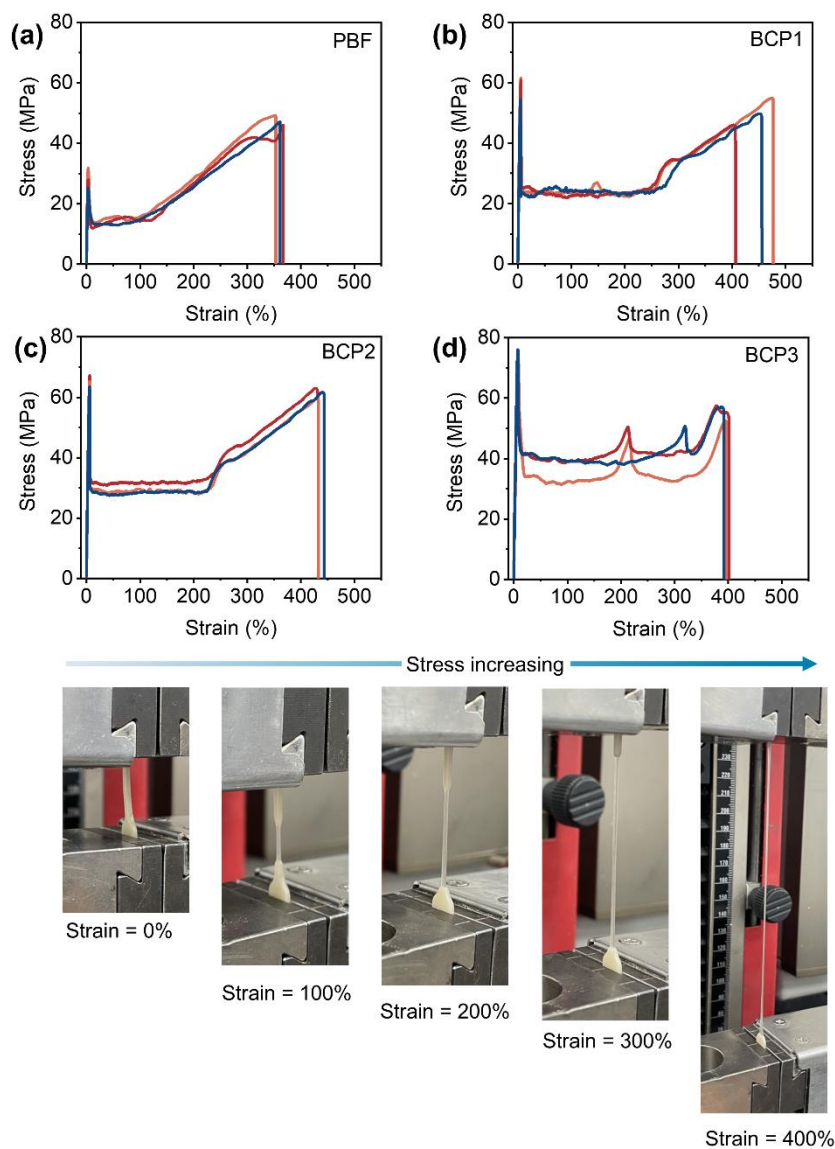 (a)
PBF
80
60
40
20
0
Stress (MPa)
0 100 200 300 400 500
Strain (%)
(b)
BCP1
80
60
40
20
0
Stress (MPa)
0 100 200 300 400 500
Strain (%)
(c)
BCP2
80
60
40
20
0
Stress (MPa)
0 100 200 300 400 500
Strain (%)
(d)
BCP3
80
60
40
20
0
Stress (MPa)
0 100 200 300 400 500
Strain (%)
Stress increasing
Strain = 0%
Strain = 100%
Strain = 200%
Strain = 300%
Strain = 400%